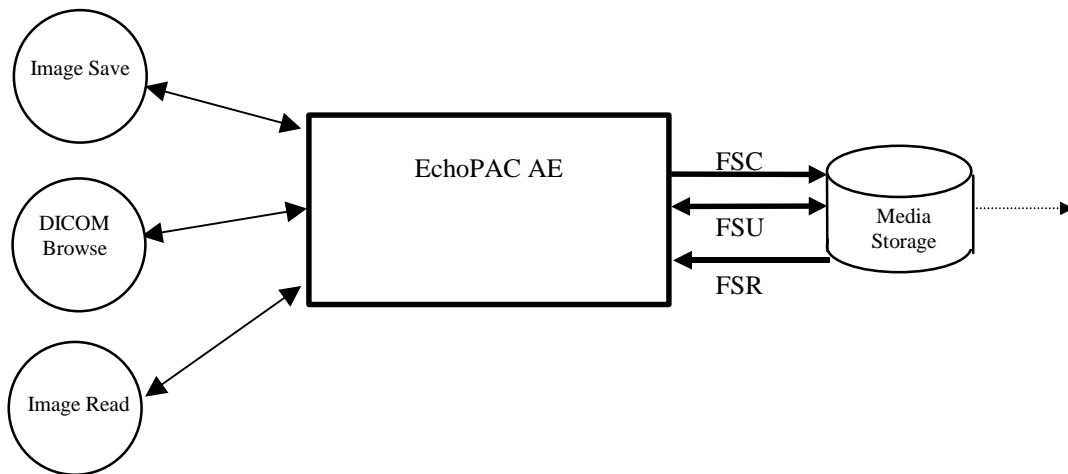 Image Save
DICOM
Browse
Image Read
EchoPAC AE
FSC
FSU
FSR
Media
Storage